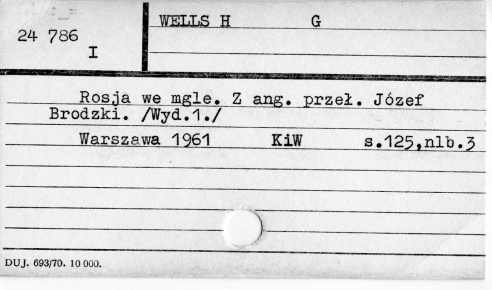 WELLS H G
24 786
I
Rosja we mgle. Z ang. przeł. Józef
Brodzki. /Wyd.1./
Warszawa 1961 KiW s.125,nlb.3
DUJ. 693/70. 10 000.